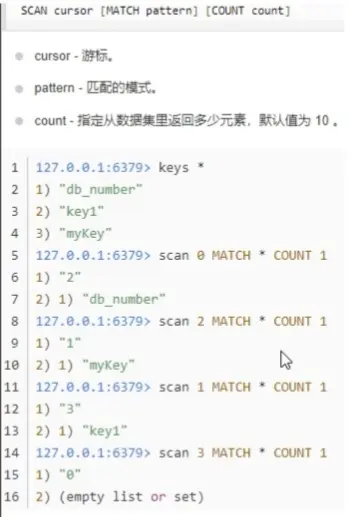 SCAN cursor [MATCH pattern] [COUNT count]
cursor - 游标。
pattern - 匹配的模式。
count - 指定从数据集里返回多少元素，默认值为 10 。
1 127.0.0.1:6379> keys *
2 1) "db_number"
3 2) "key1"
4 3) "myKey"
5 127.0.0.1:6379> scan 0 MATCH * COUNT 1
6 1) "2"
7 2) 1) "db_number"
8 127.0.0.1:6379> scan 2 MATCH * COUNT 1
9 1) "1"
10 2) 1) "myKey"
11 127.0.0.1:6379> scan 1 MATCH * COUNT 1
12 1) "3"
13 2) 1) "key1"
14 127.0.0.1:6379> scan 3 MATCH * COUNT 1
15 1) "0"
16 2) (empty list or set)